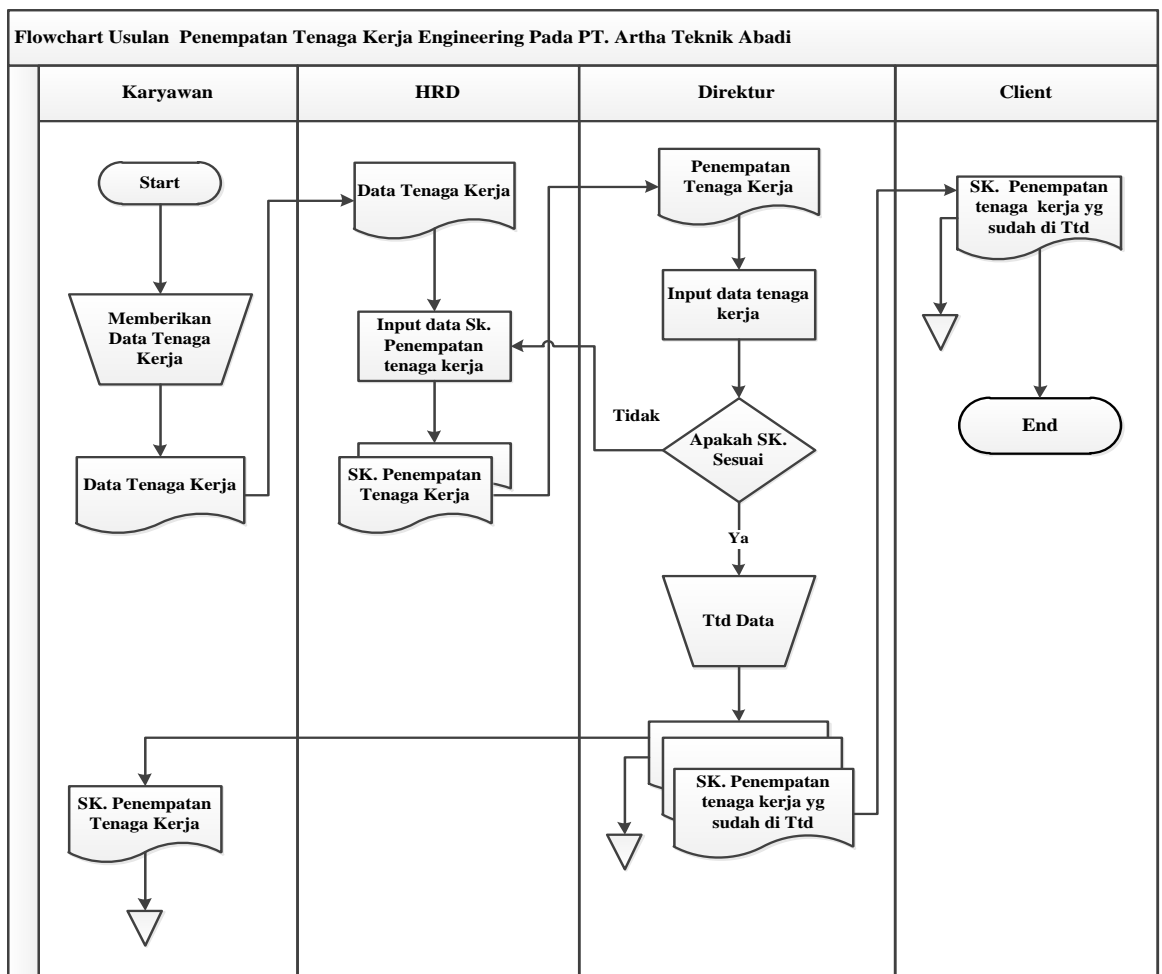 Flowchart Usulan Penempatan Tenaga Kerja Engineering Pada PT. Artha Teknik Abadi
Karyawan
HRD
Direktur
Client
Start
Memberikan
Data Tenaga
Kerja
Data Tenaga Kerja
SK. Penempatan
Tenaga Kerja
Data Tenaga Kerja
Input data Sk.
Penempatan
tenaga kerja
SK. Penempatan
Tenaga Kerja
Penempatan
Tenaga Kerja
Input data tenaga
kerja
Apakah SK.
Sesuai
Tidak
Ya
Ttd Data
SK. Penempatan
tenaga kerja yg
sudah di Ttd
SK. Penempatan
tenaga kerja yg
sudah di Ttd
End